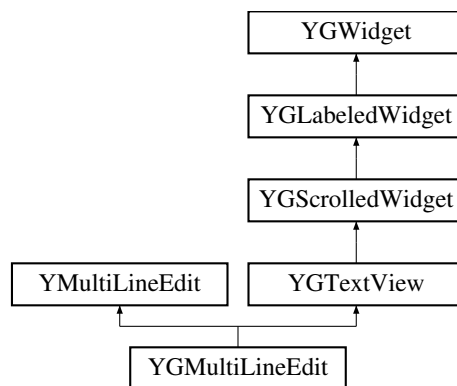 YGWidget
YGLabeledWidget
YGScrolledWidget
YMultiLineEdit
YGTextView
YGMultiLineEdit